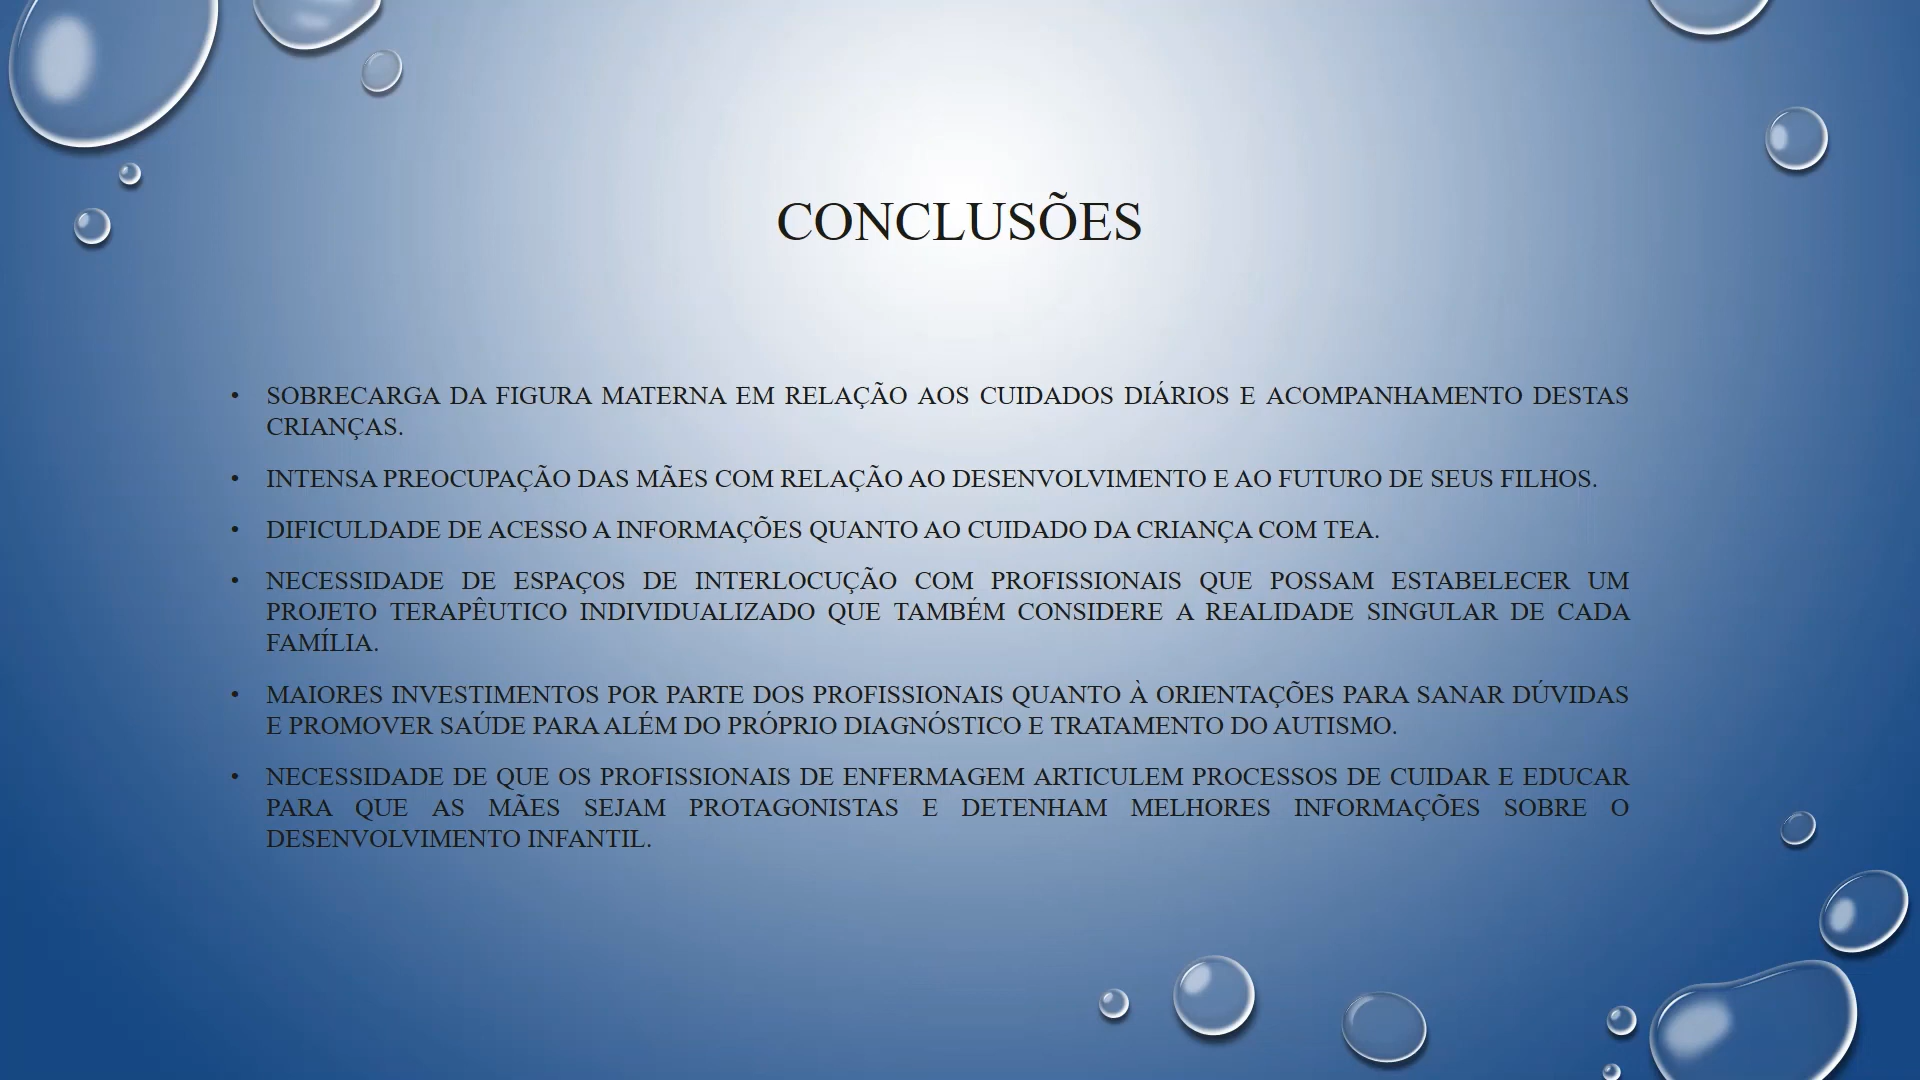 CONCLUSÕES
• SOBRECARGA DA FIGURA MATERNA EM RELAÇÃO AOS CUIDADOS DIÁRIOS E ACOMPANHAMENTO DESTAS
CRIANÇAS.
• INTENSA PREOCUPAÇÃO DAS MÃES COM RELAÇÃO AO DESENVOLVIMENTO E AO FUTURO DE SEUS FILHOS.
• DIFICULDADE DE ACESSO A INFORMAÇÕES QUANTO AO CUIDADO DA CRIANÇA COM TEA.
• NECESSIDADE DE ESPAÇOS DE INTERLOCUÇÃO COM PROFISSIONAIS QUE POSSAM ESTABELECER UM
PROJETO TERAPÊUTICO INDIVIDUALIZADO QUE TAMBÉM CONSIDERE A REALIDADE SINGULAR DE CADA
FAMÍLIA.
• MAIORES INVESTIMENTOS POR PARTE DOS PROFISSIONAIS QUANTO À ORIENTAÇÕES PARA SANAR DÚVIDAS
E PROMOVER SAÚDE PARA ALÉM DO PRÓPRIO DIAGNÓSTICO E TRATAMENTO DO AUTISMO.
• NECESSIDADE DE QUE OS PROFISSIONAIS DE ENFERMAGEM ARTICULEM PROCESSOS DE CUIDAR E EDUCAR
PARA QUE AS MÃES SEJAM PROTAGONISTAS E DETENHAM MELHORES INFORMAÇÕES SOBRE O
DESENVOLVIMENTO INFANTIL.